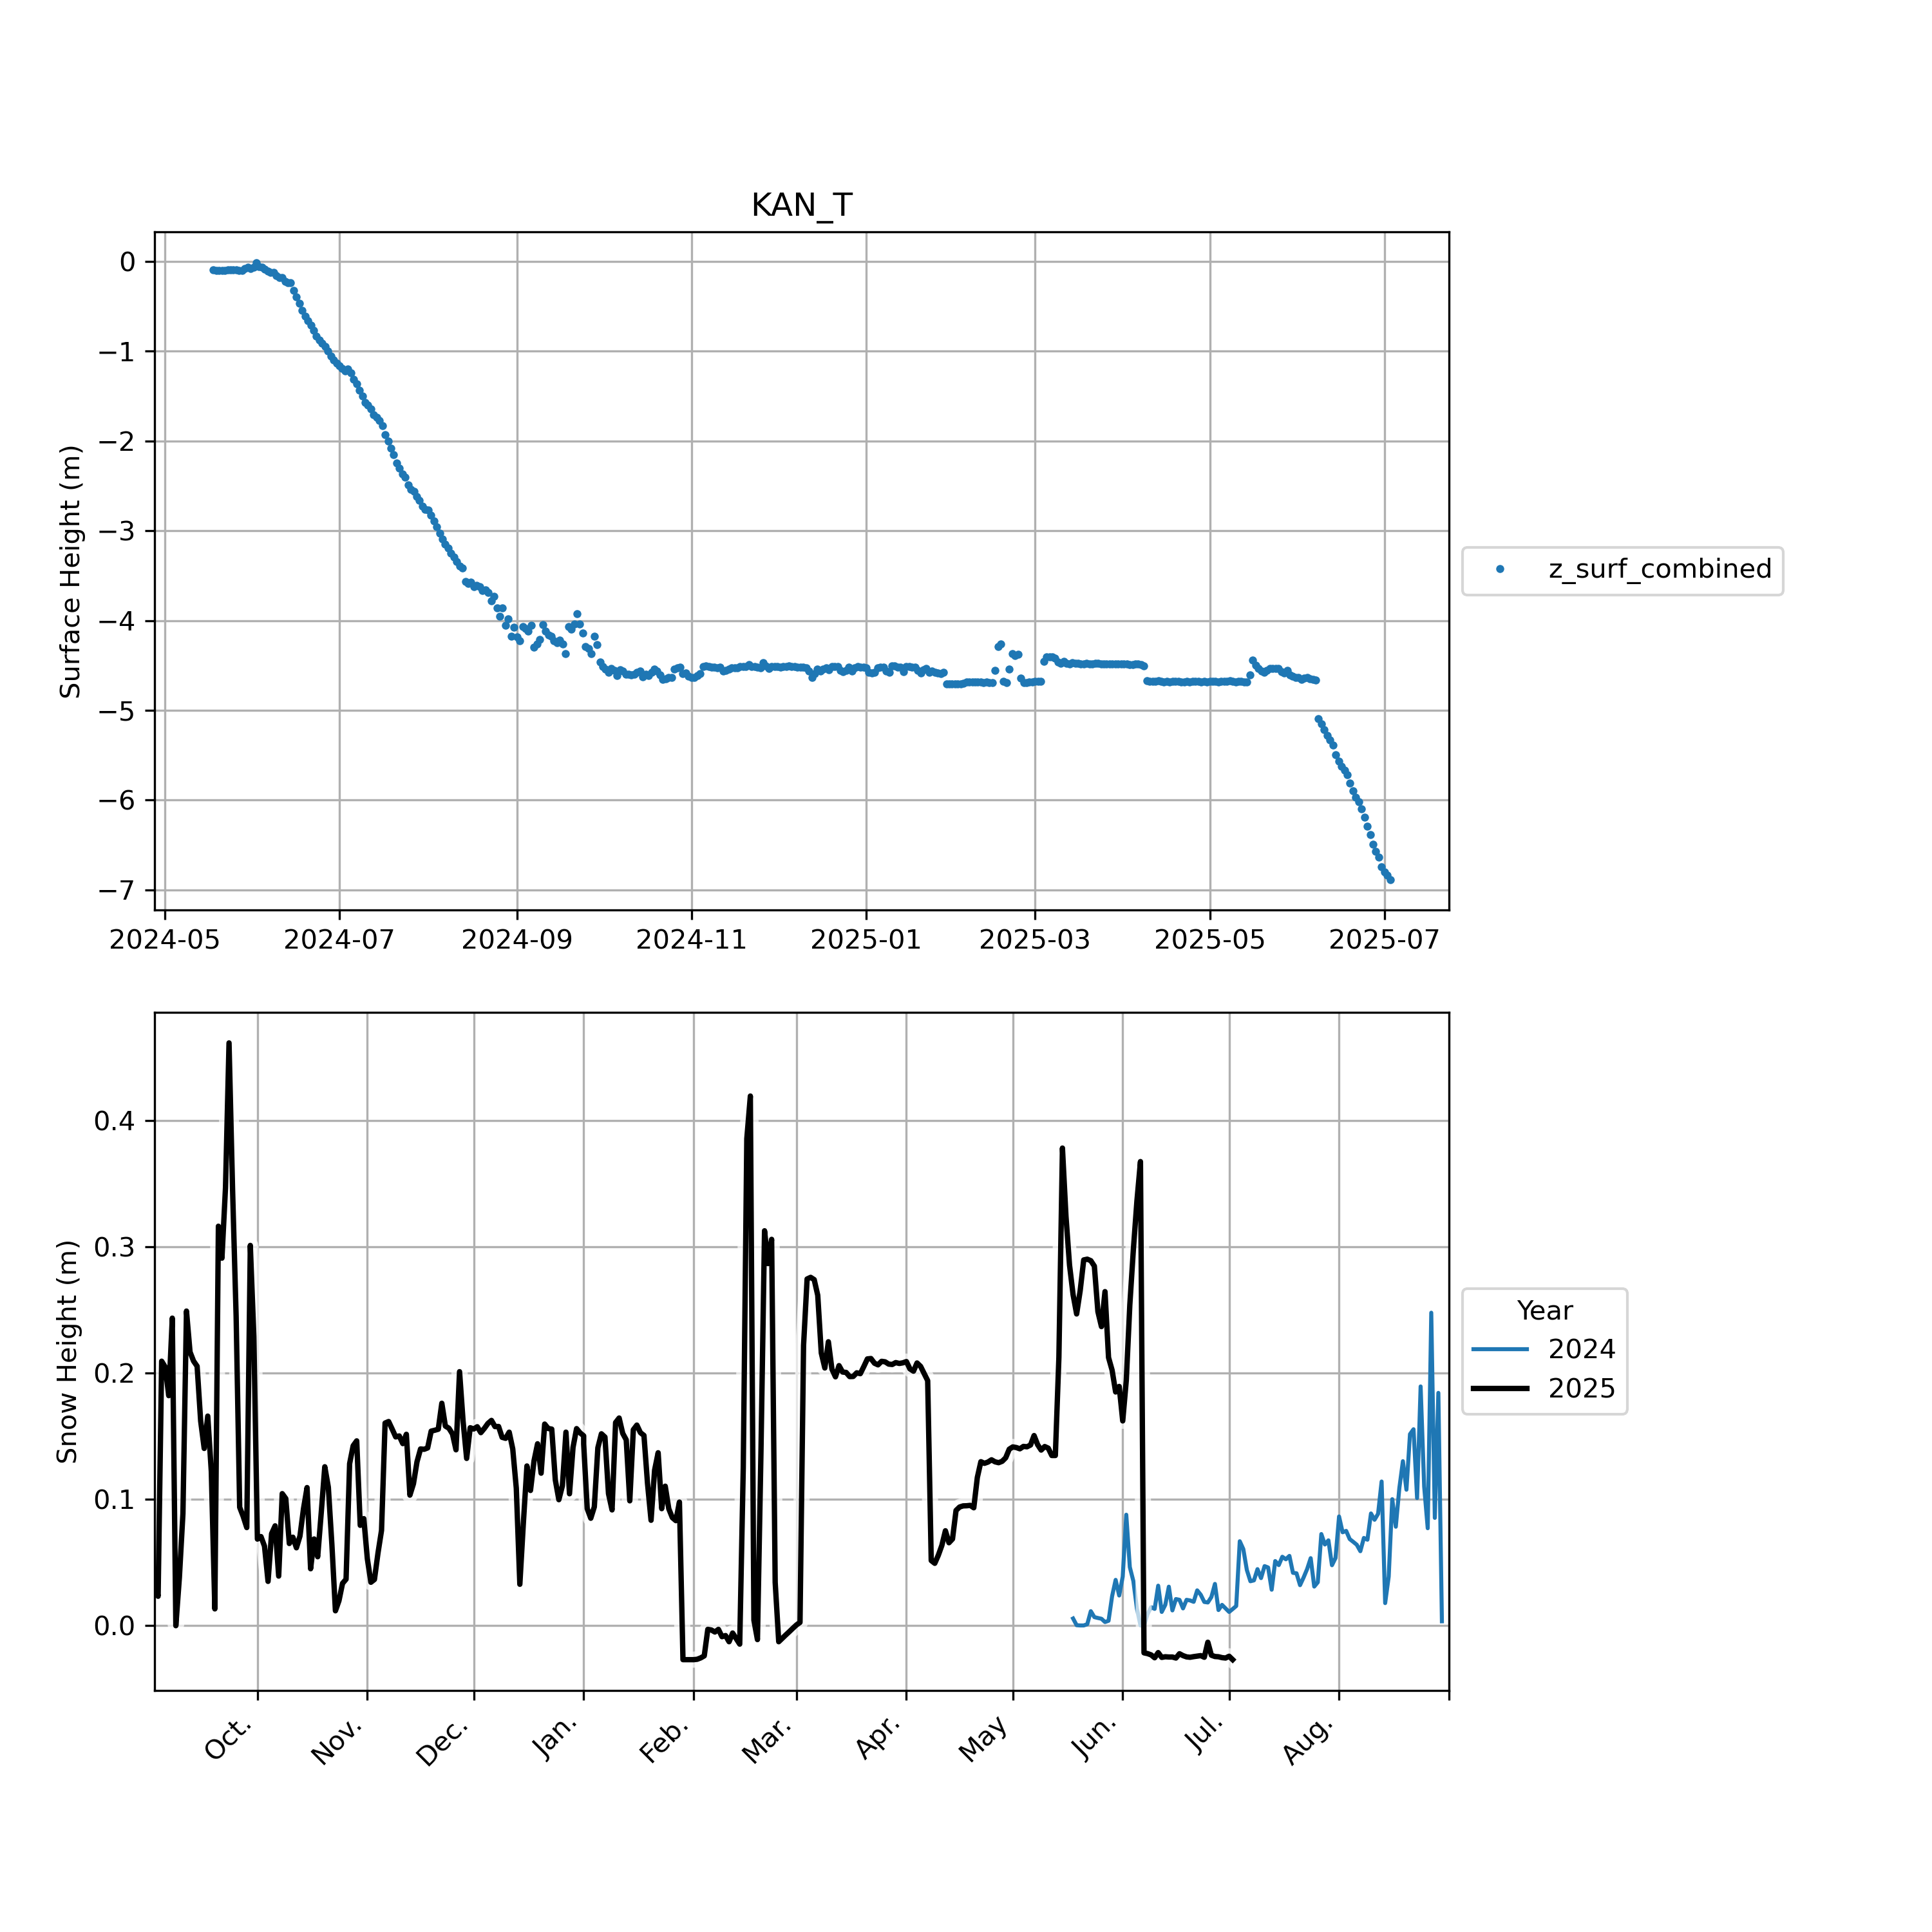 KAN_T
Surface Height (m)
0
−1
−2
−3
−4
−5
−6
−7
2024-05 2024-07 2024-09 2024-11 2025-01 2025-03 2025-05 2025-07
z_surf_combined
Snow Height (m)
0.4
0.3
0.2
0.1
0.0
Oct. Nov. Dec. Jan. Feb. Mar. Apr. May Jun. Jul. Aug.
Year
2024
2025